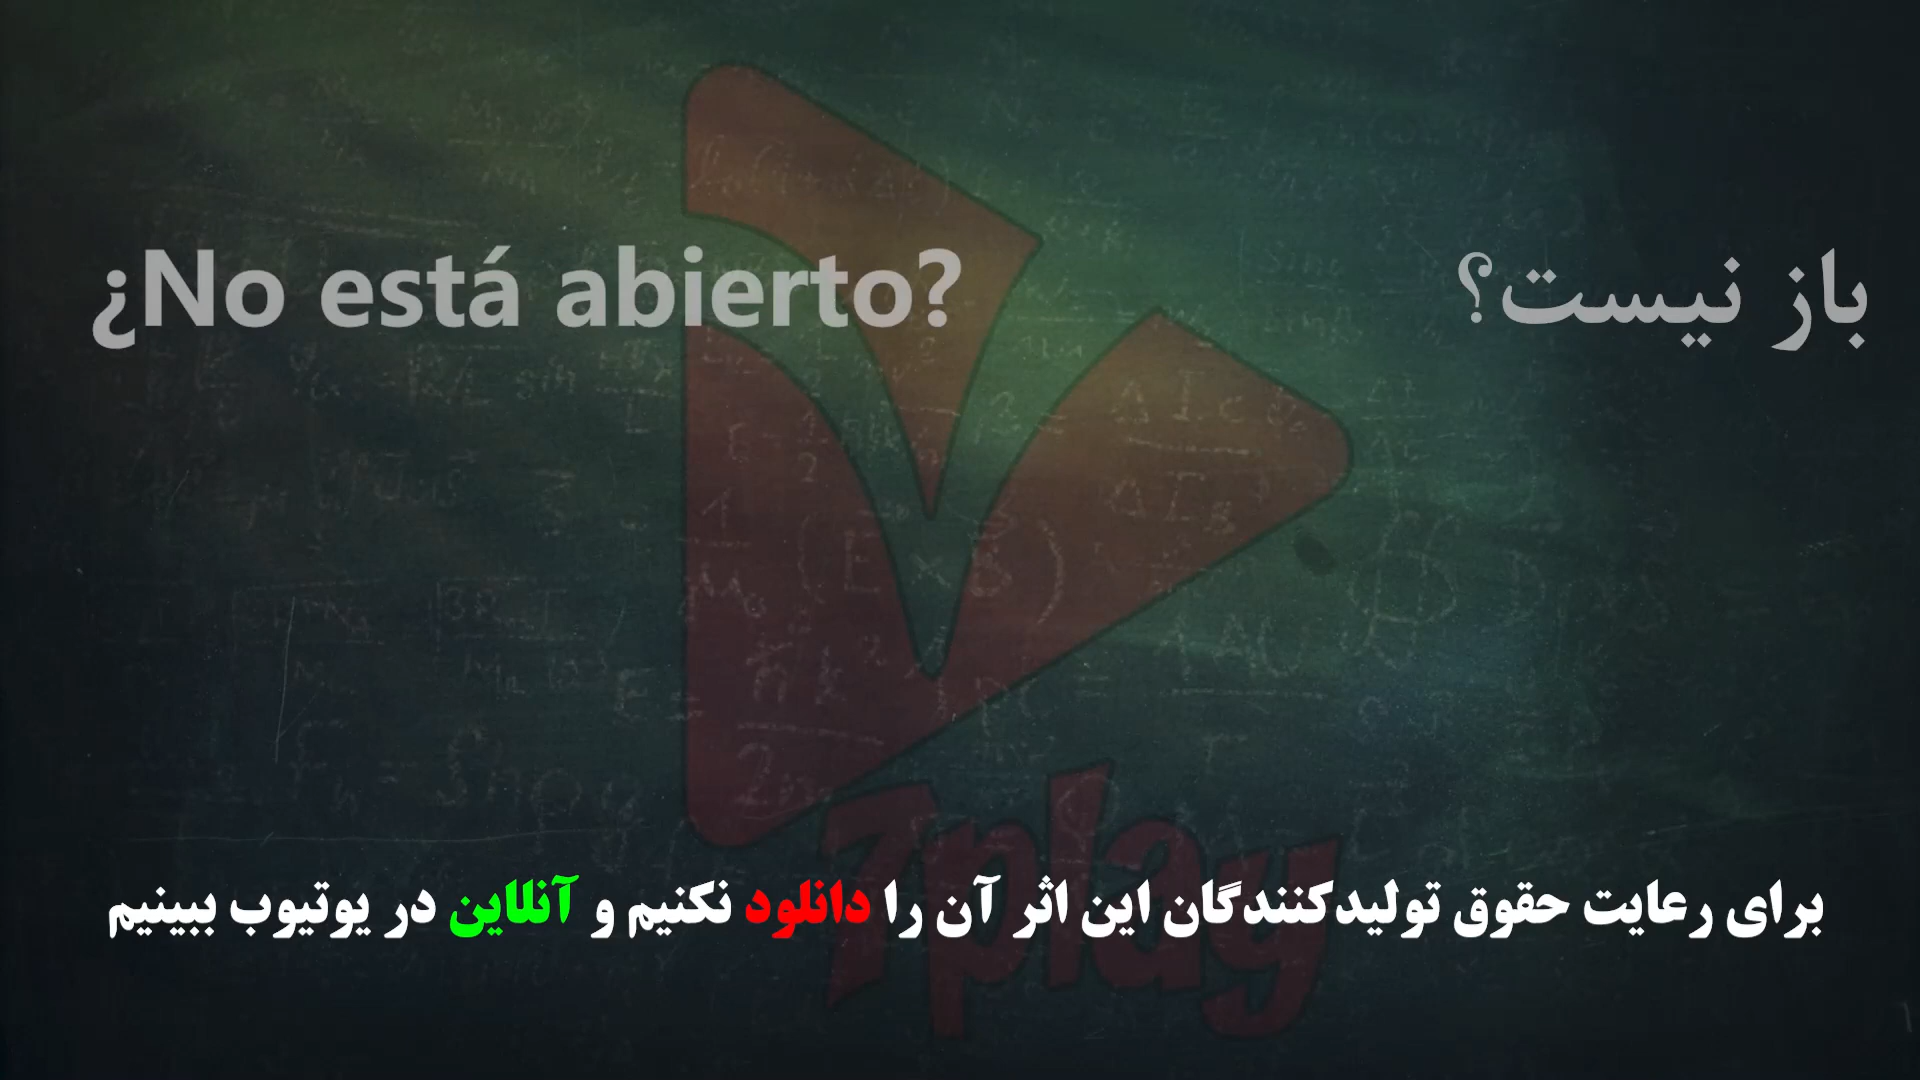 ¿No está abierto?
باز نیست؟
برای رعایت حقوق تولیدکنندگان این اثر آن را دانلود نکنیم و آنلاین در یوتیوب ببینیم
7play